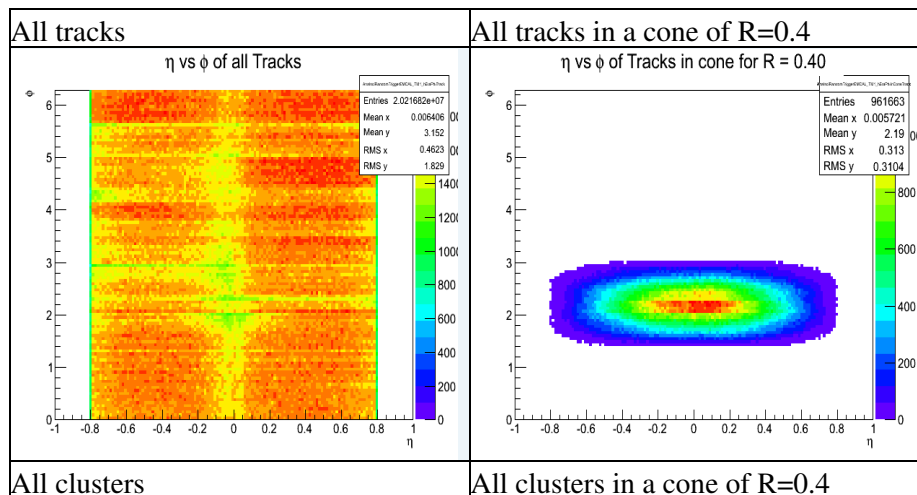 All tracks
All tracks in a cone of R=0.4
η vs ϕ of all Tracks
Entries 2.021682e+07
Mean x 0.006406
Mean y 3.152
RMS x 0.4623
RMS y 1.829
ϕ
6
5
4
3
2
1
0
-1 -0.8 -0.6 -0.4 -0.2 0 0.2 0.4 0.6 0.8 1
η
1400
1200
1000
800
600
400
200
0
η vs ϕ of Tracks in cone for R = 0.40
Entries 961663
Mean x 0.005721
Mean y 2.19
RMS x 0.313
RMS y 0.3104
ϕ
6
5
4
3
2
1
0
-1 -0.8 -0.6 -0.4 -0.2 0 0.2 0.4 0.6 0.8 1
η
800
600
400
200
0
All clusters
All clusters in a cone of R=0.4